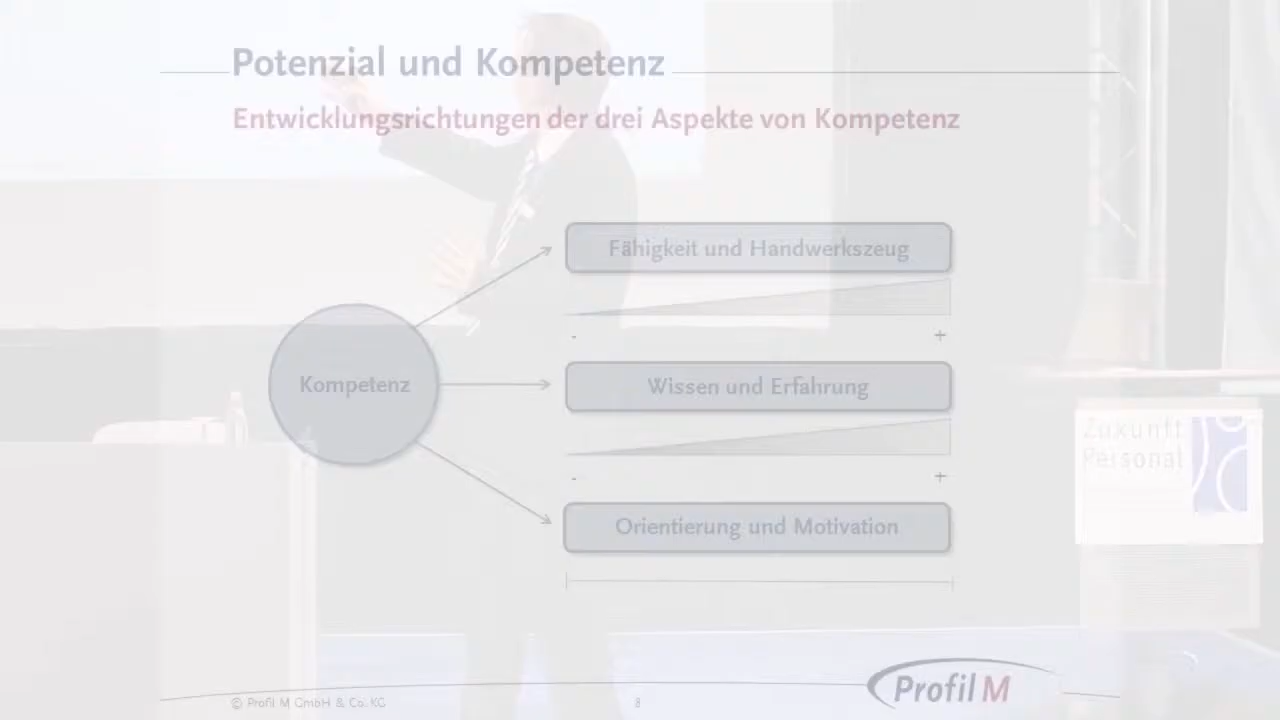 Potenzial und Kompetenz
Entwicklungsrichtungen der drei Aspekte von Kompetenz
Fähigkeit und Handwerkszeug
- +
Kompetenz
Wissen und Erfahrung
- +
Orientierung und Motivation
Zukunft
Personal
© Profil M GmbH & Co. KG
8
Profil M